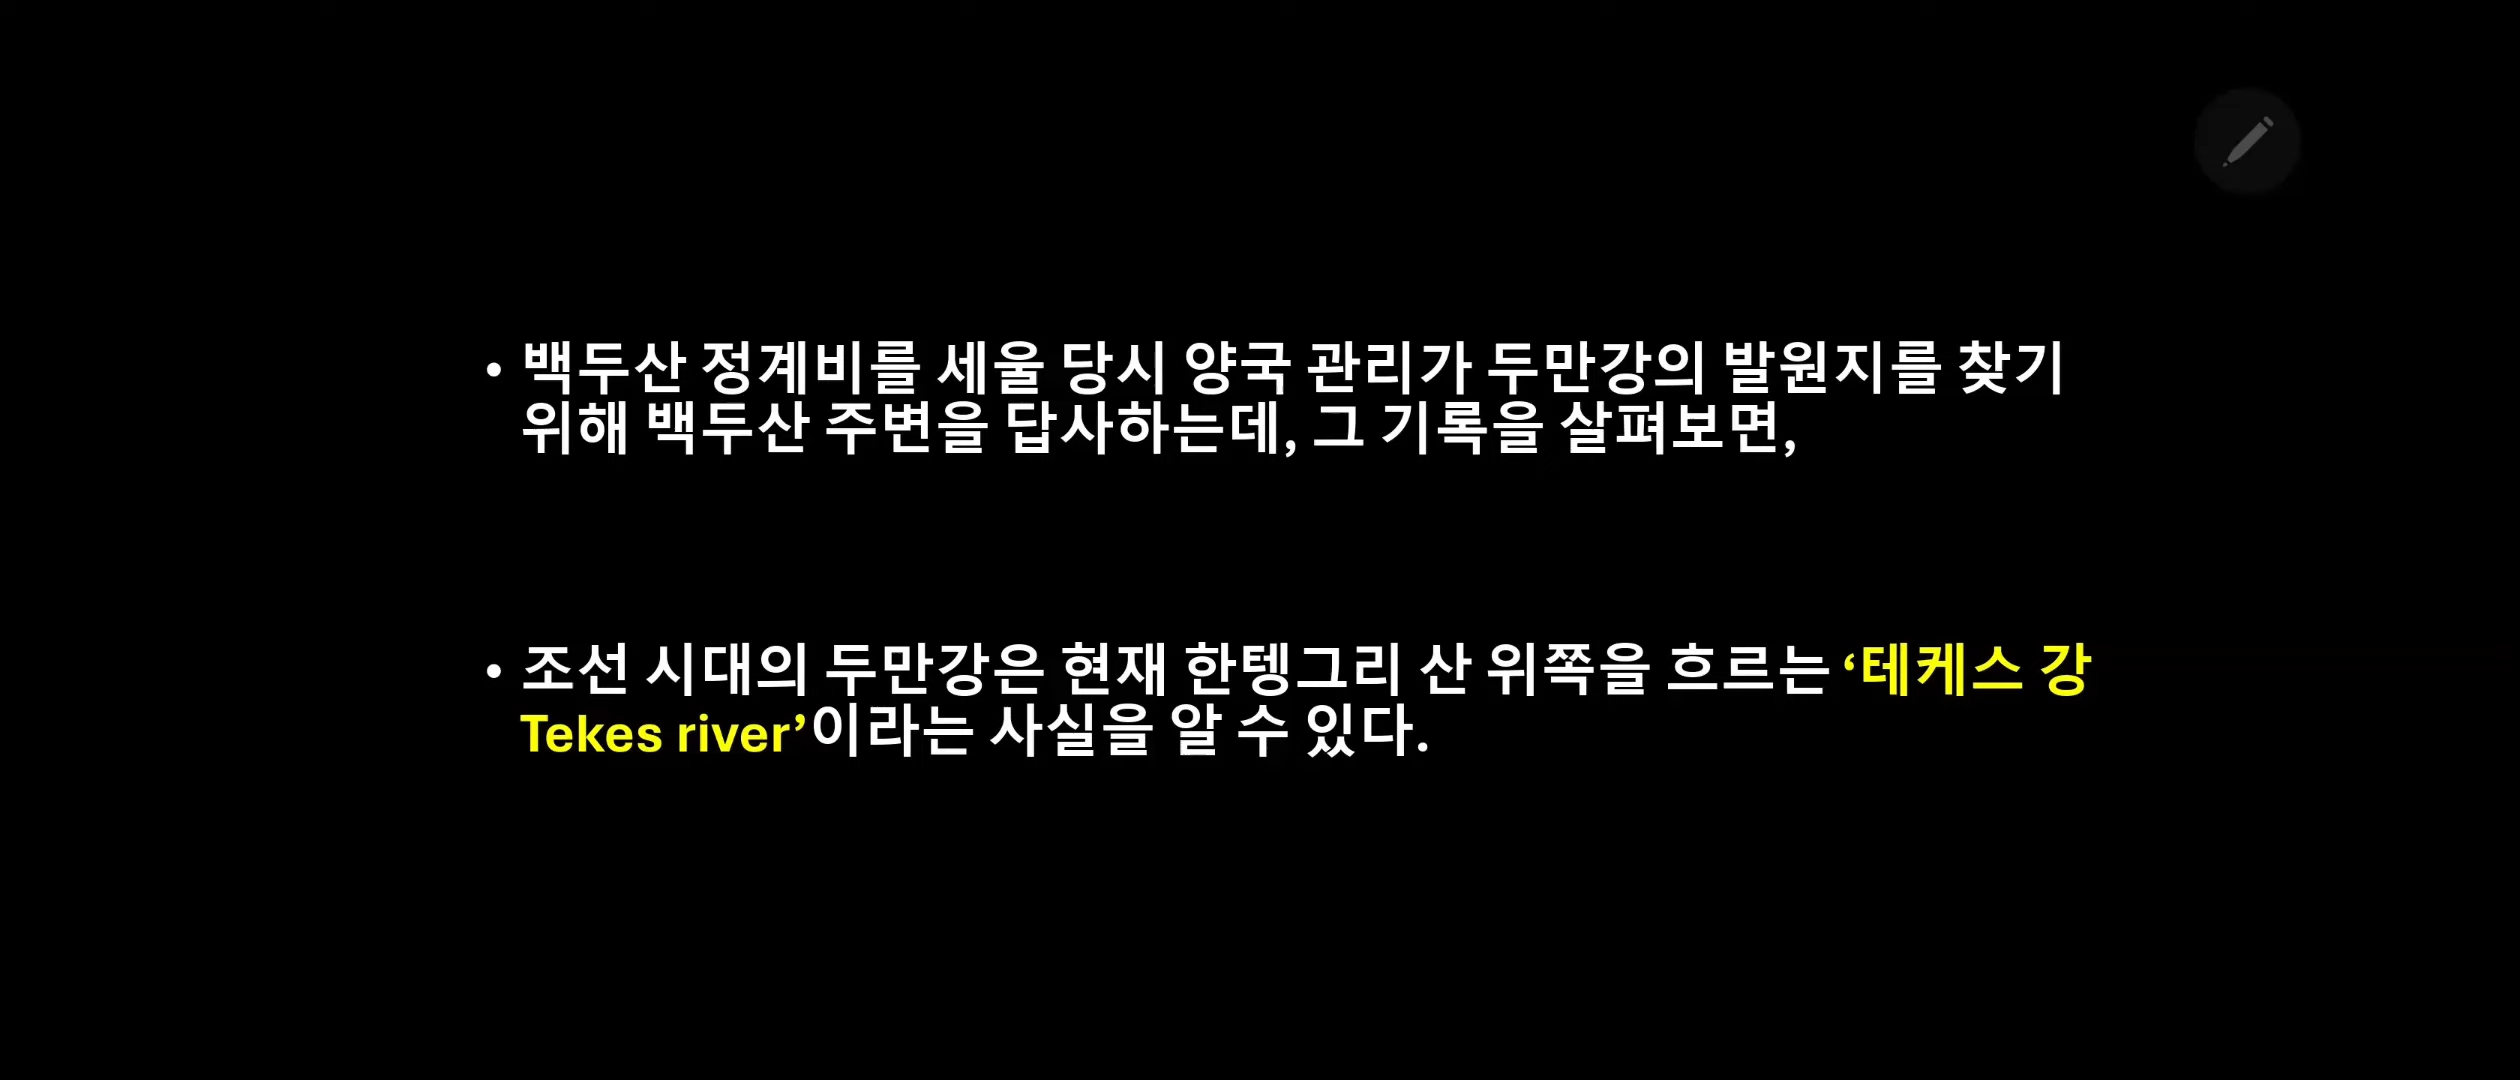 • 백두산 정계비를 세울 당시 양국 관리가 두만강의 발원지를 찾기
위해 백두산 주변을 답사하는데, 그 기록을 살펴보면,
• 조선 시대의 두만강은 현재 한텡그리 산 위쪽을 흐르는 ‘테케스 강
Tekes river’이라는 사실을 알 수 있다.